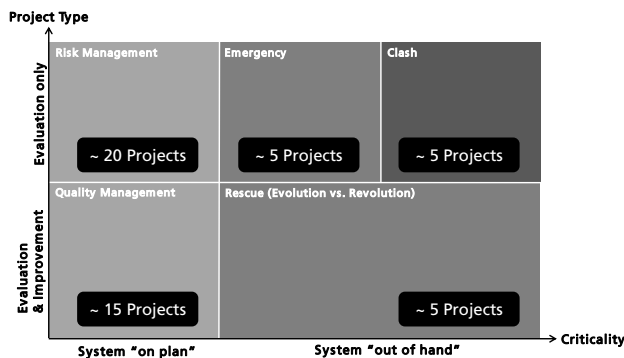 Project Type
Risk Management
Emergency
Clash
Evaluation only
~ 20 Projects
~ 5 Projects
~ 5 Projects
Quality Management
Rescue (Evolution vs. Revolution)
Evaluation
& Improvement
~ 15 Projects
~ 5 Projects
Criticality
System "on plan"
System "out of hand"